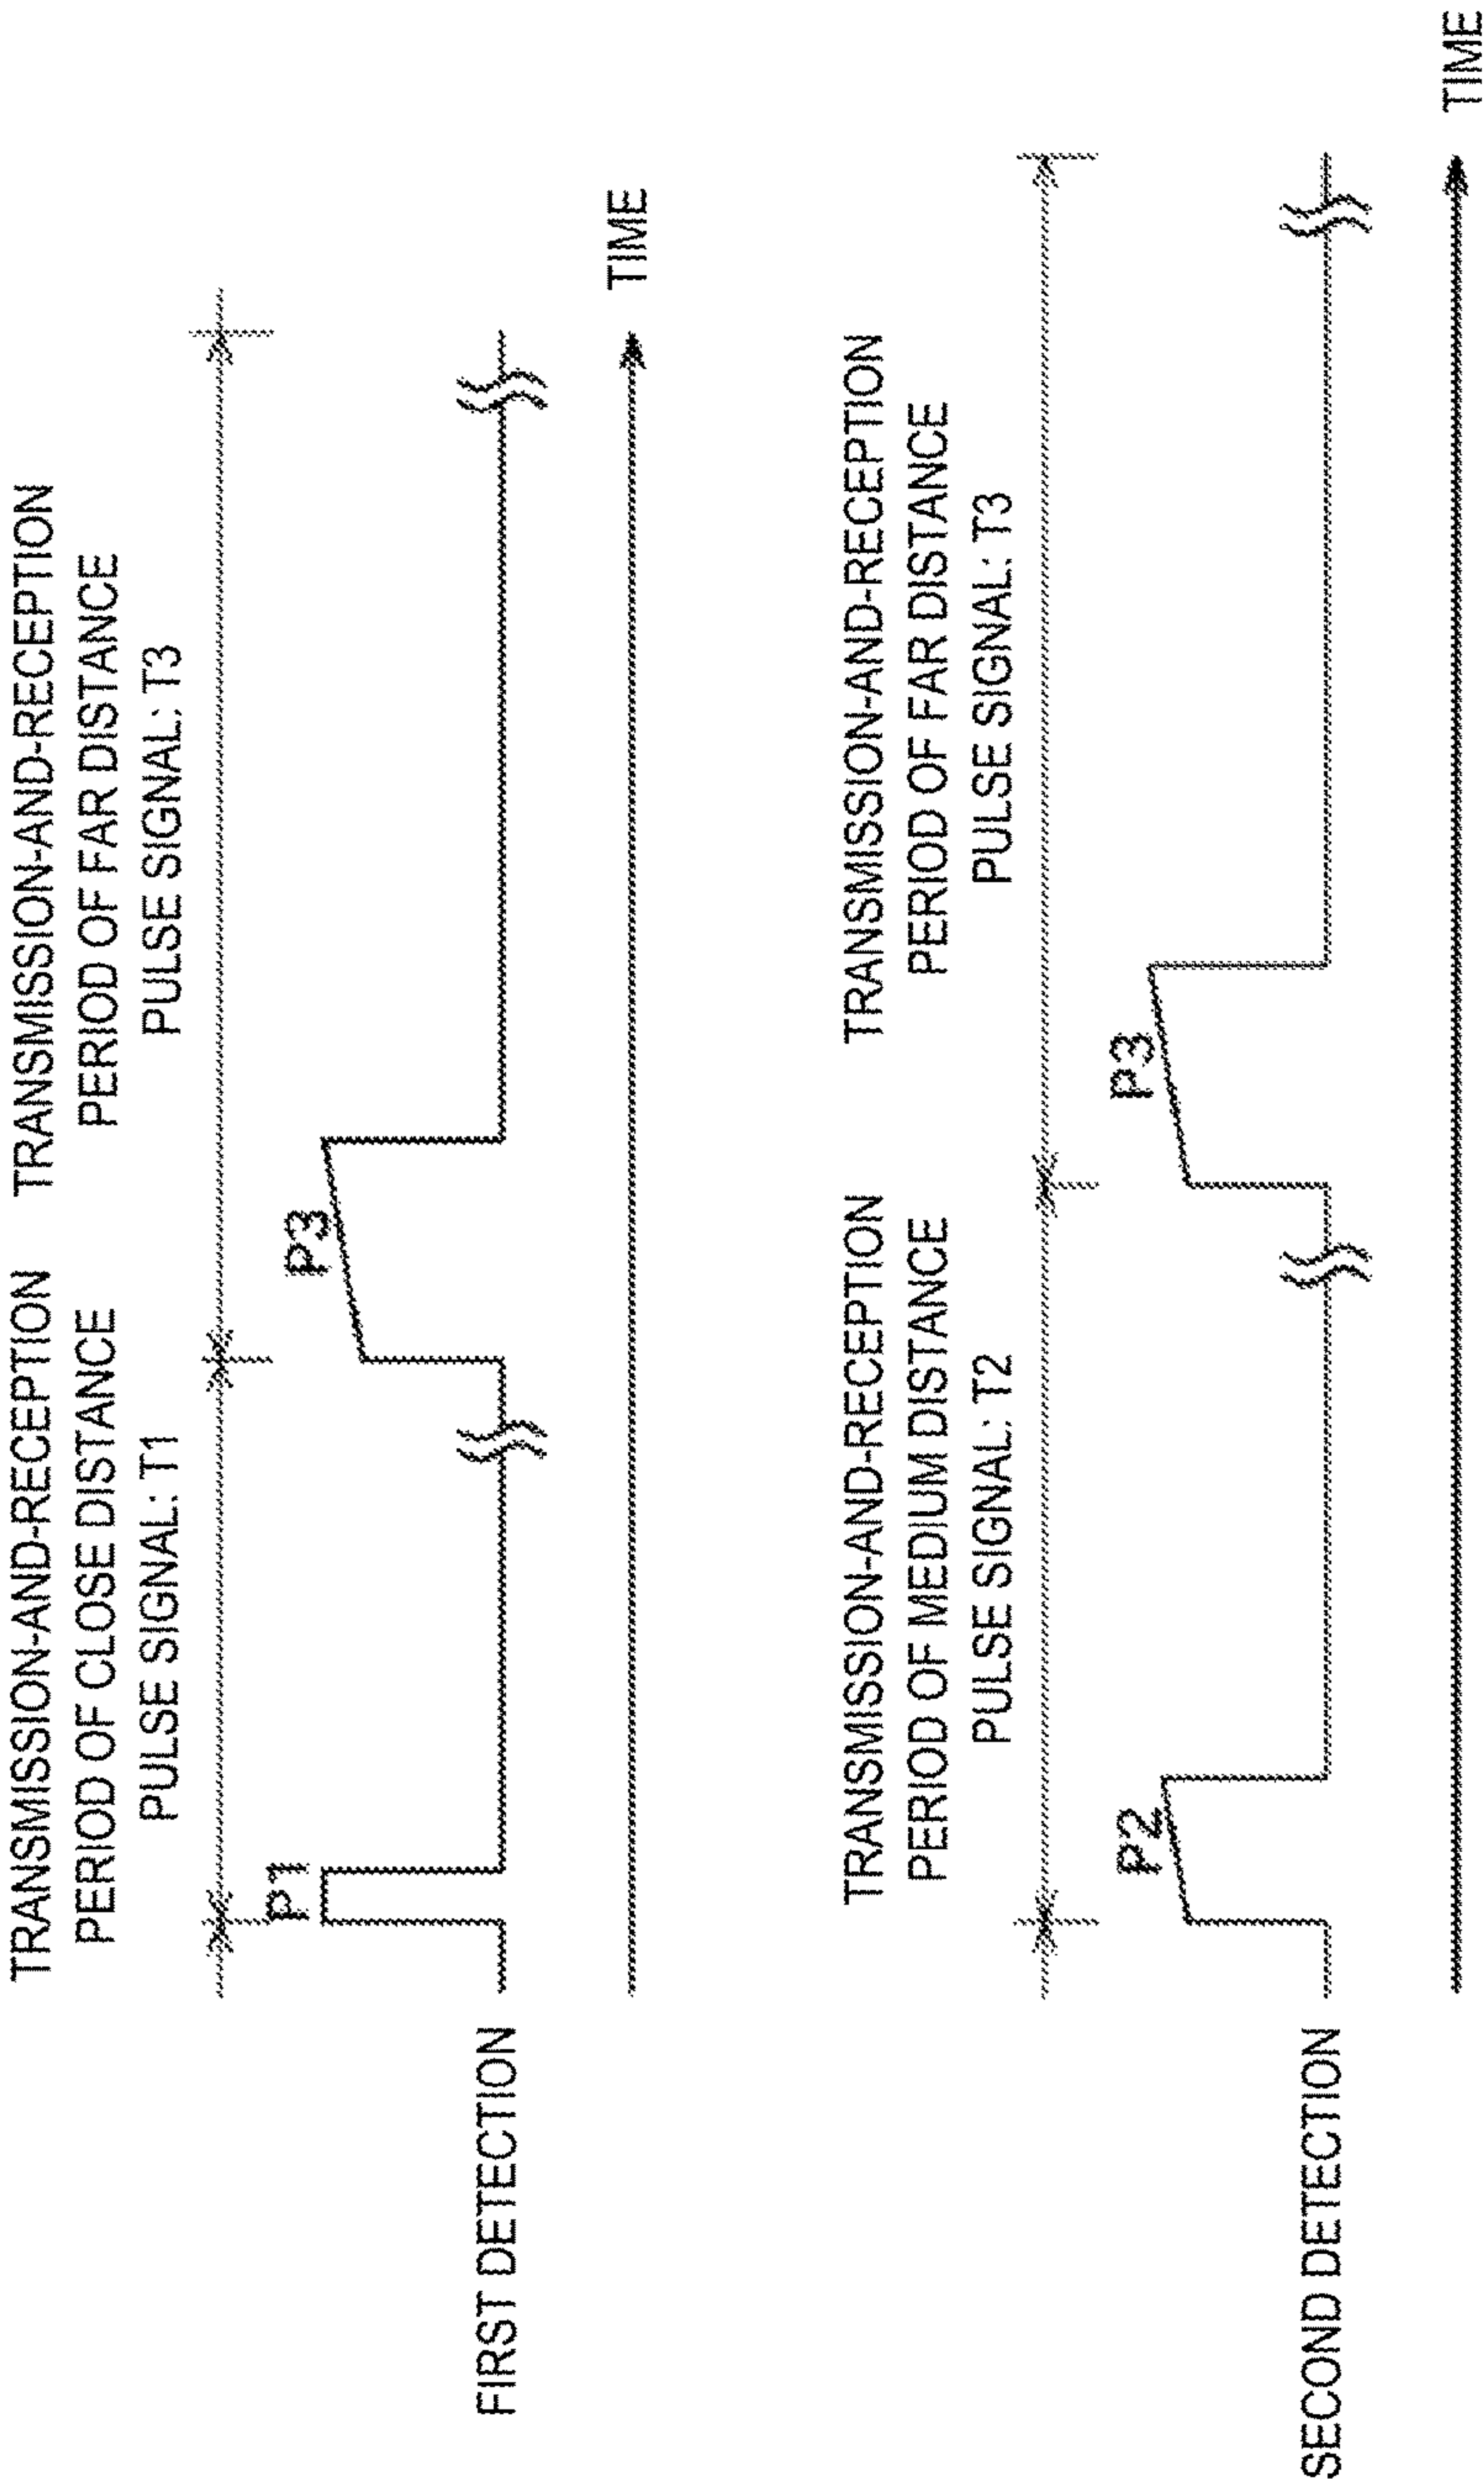 TRANSMISSION-AND-RECEPTION
PERIOD OF CLOSE DISTANCE
PULSE SIGNAL: T1
TRANSMISSION-AND-RECEPTION
PERIOD OF FAR DISTANCE
PULSE SIGNAL: T3
P1
P3
FIRST DETECTION
TIME
TRANSMISSION-AND-RECEPTION
PERIOD OF MEDIUM DISTANCE
PULSE SIGNAL: T2
TRANSMISSION-AND-RECEPTION
PERIOD OF FAR DISTANCE
PULSE SIGNAL: T3
P2
P3
SECOND DETECTION
TIME